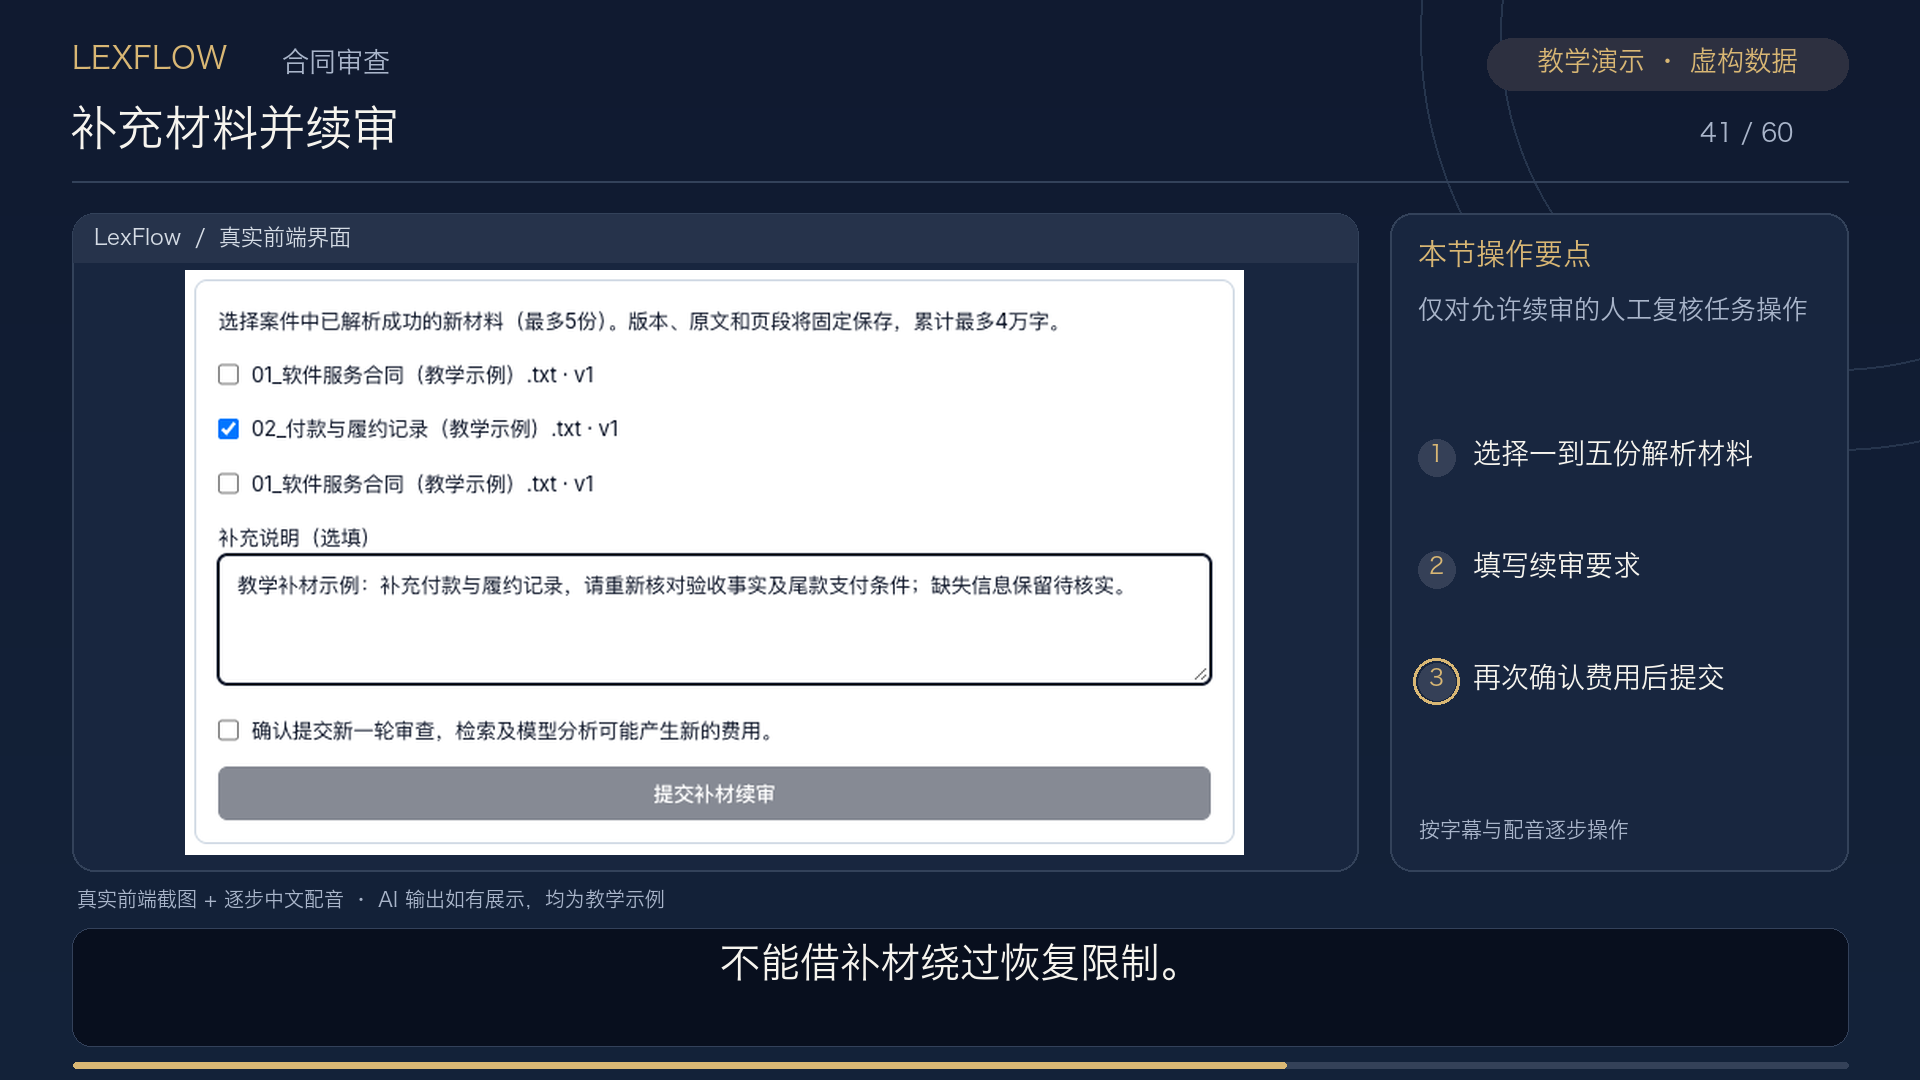 LEXFLOW 合同审查
教学演示 · 虚构数据
补充材料并续审
41 / 60
LexFlow / 真实前端界面
选择案件中已解析成功的新材料（最多5份）。版本、原文和页段将固定保存，累计最多4万字。
01_软件服务合同（教学示例）.txt · v1
02_付款与履约记录（教学示例）.txt · v1
01_软件服务合同（教学示例）.txt · v1
补充说明（选填）
教学补材示例：补充付款与履约记录，请重新核对验收事实及尾款支付条件；缺失信息保留待核实。
确认提交新一轮审查，检索及模型分析可能产生新的费用。
提交补材续审
本节操作要点
仅对允许续审的人工复核任务操作
1 选择一到五份解析材料
2 填写续审要求
3 再次确认费用后提交
按字幕与配音逐步操作
真实前端截图 + 逐步中文配音 · AI 输出如有展示，均为教学示例
不能借补材绕过恢复限制。